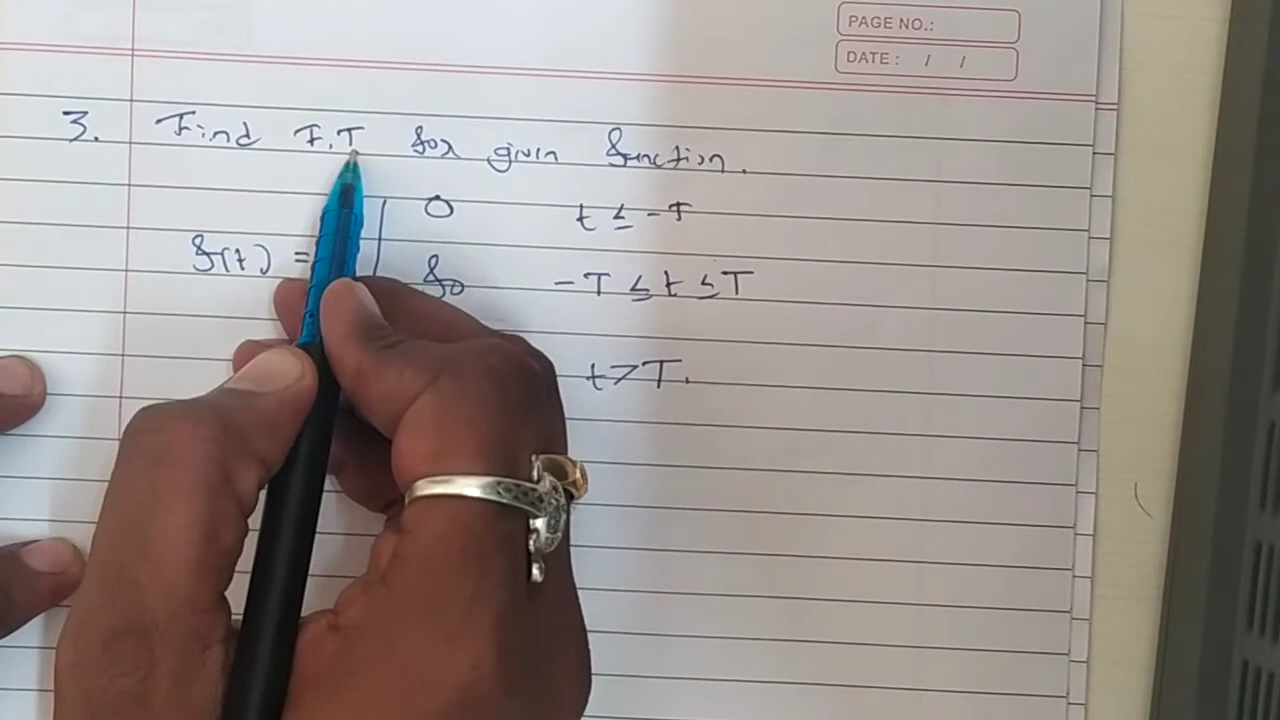 PAGE NO.:
DATE : / /
3. Find F.T for given function.
0 t ≤ -T
f(t) =
f0 -T ≤ t ≤ T
t > T.